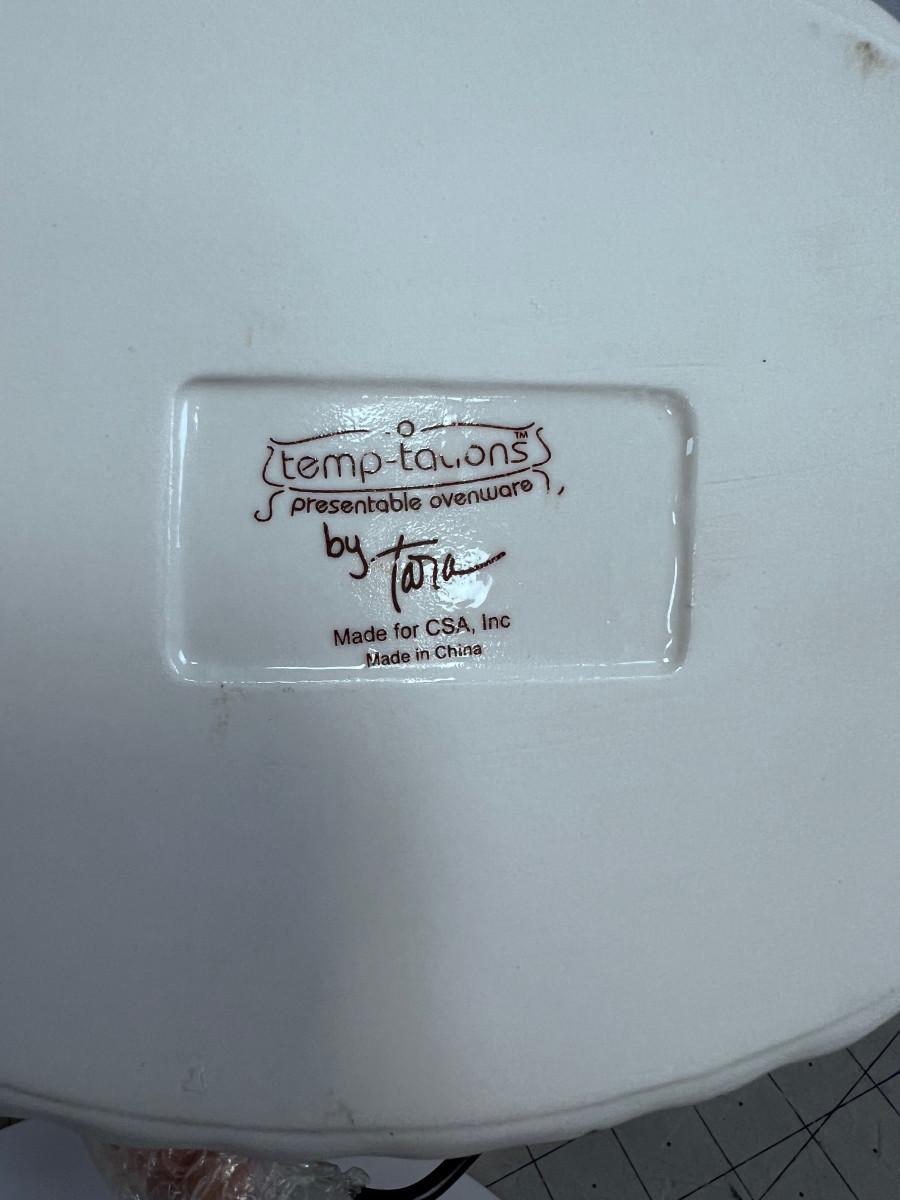 temp-tations™
presentable ovenware
by Tara
Made for CSA, Inc
Made in China